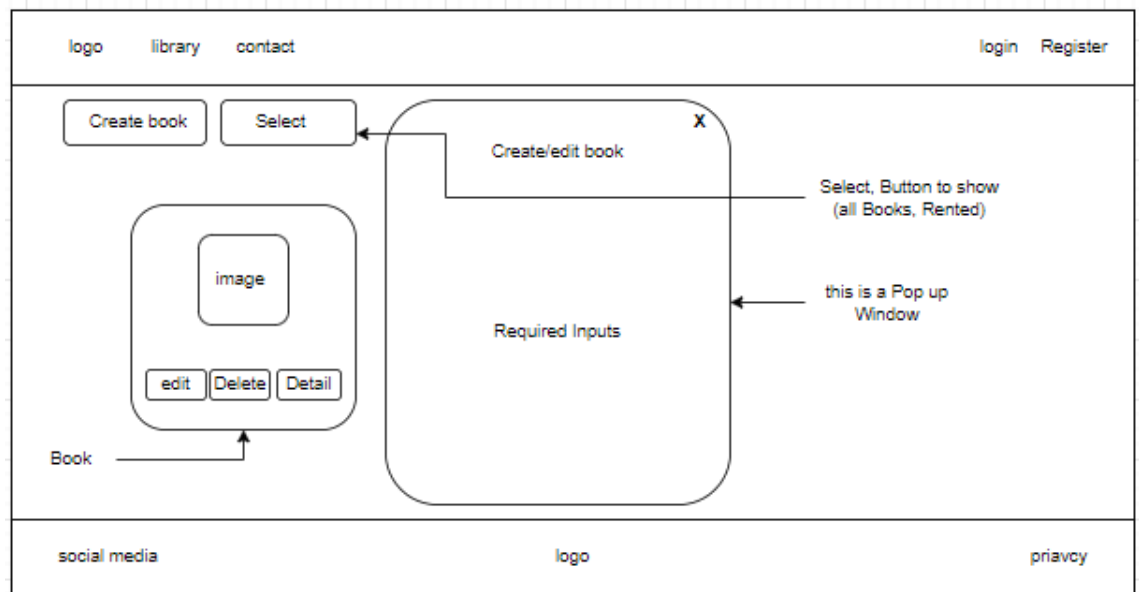 logo library contact login Register
Create book Select X
Create/edit book
Select, Button to show
(all Books, Rented)
image
this is a Pop up
Window
Required Inputs
edit Delete Detail
Book
social media logo priavcy